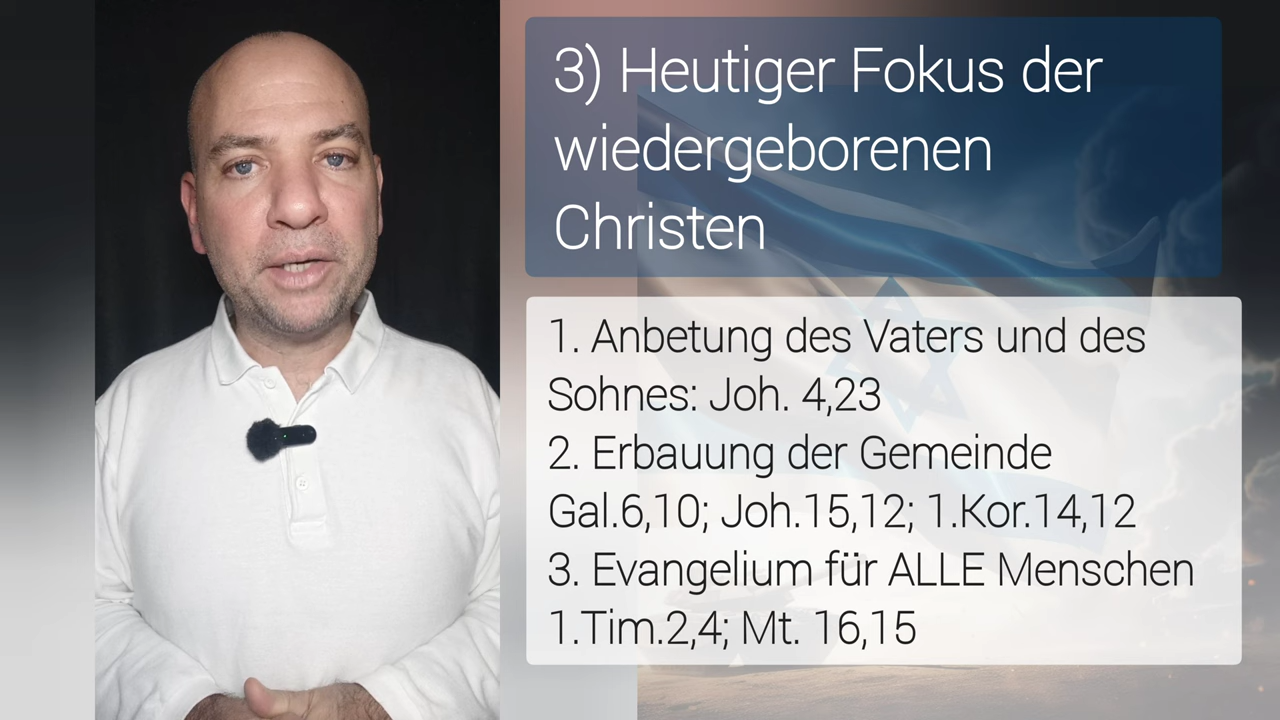 3) Heutiger Fokus der
wiedergeborenen
Christen
1. Anbetung des Vaters und des
Sohnes: Joh. 4,23
2. Erbauung der Gemeinde
Gal.6,10; Joh.15,12; 1.Kor.14,12
3. Evangelium für ALLE Menschen
1.Tim.2,4; Mt. 16,15